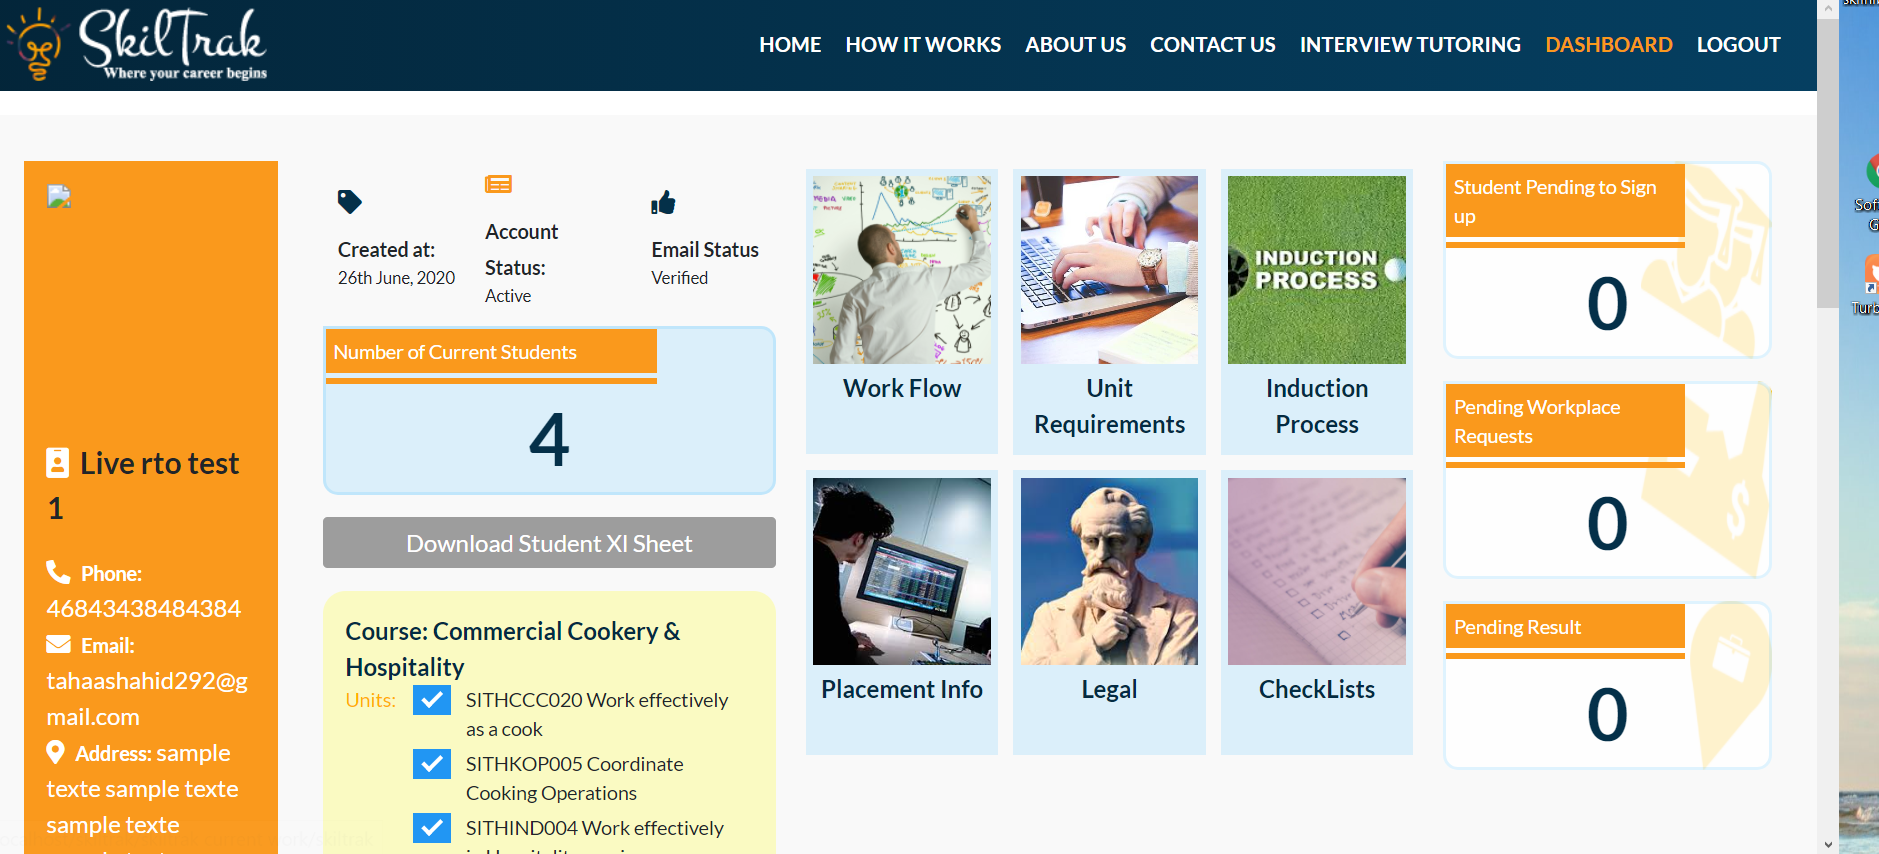 SkilTrak
Where your career begins
HOME HOW IT WORKS ABOUT US CONTACT US INTERVIEW TUTORING DASHBOARD LOGOUT
Live rto test
1
Phone:
46843438484384
Email:
tahaashahid292@g
mail.com
Address: sample
texte sample texte
sample texte
Created at:
26th June, 2020
Account
Status:
Active
Email Status
Verified
Number of Current Students
4
Download Student Xl Sheet
Course: Commercial Cookery &
Hospitality
Units:
SITHCCC020 Work effectively
as a cook
SITHKOP005 Coordinate
Cooking Operations
SITHIND004 Work effectively
Work Flow
Unit
Requirements
INDUCTION
PROCESS
Induction
Process
Placement Info
Legal
CheckLists
Student Pending to Sign
up
0
Pending Workplace
Requests
0
Pending Result
0
Sof
G
Turb